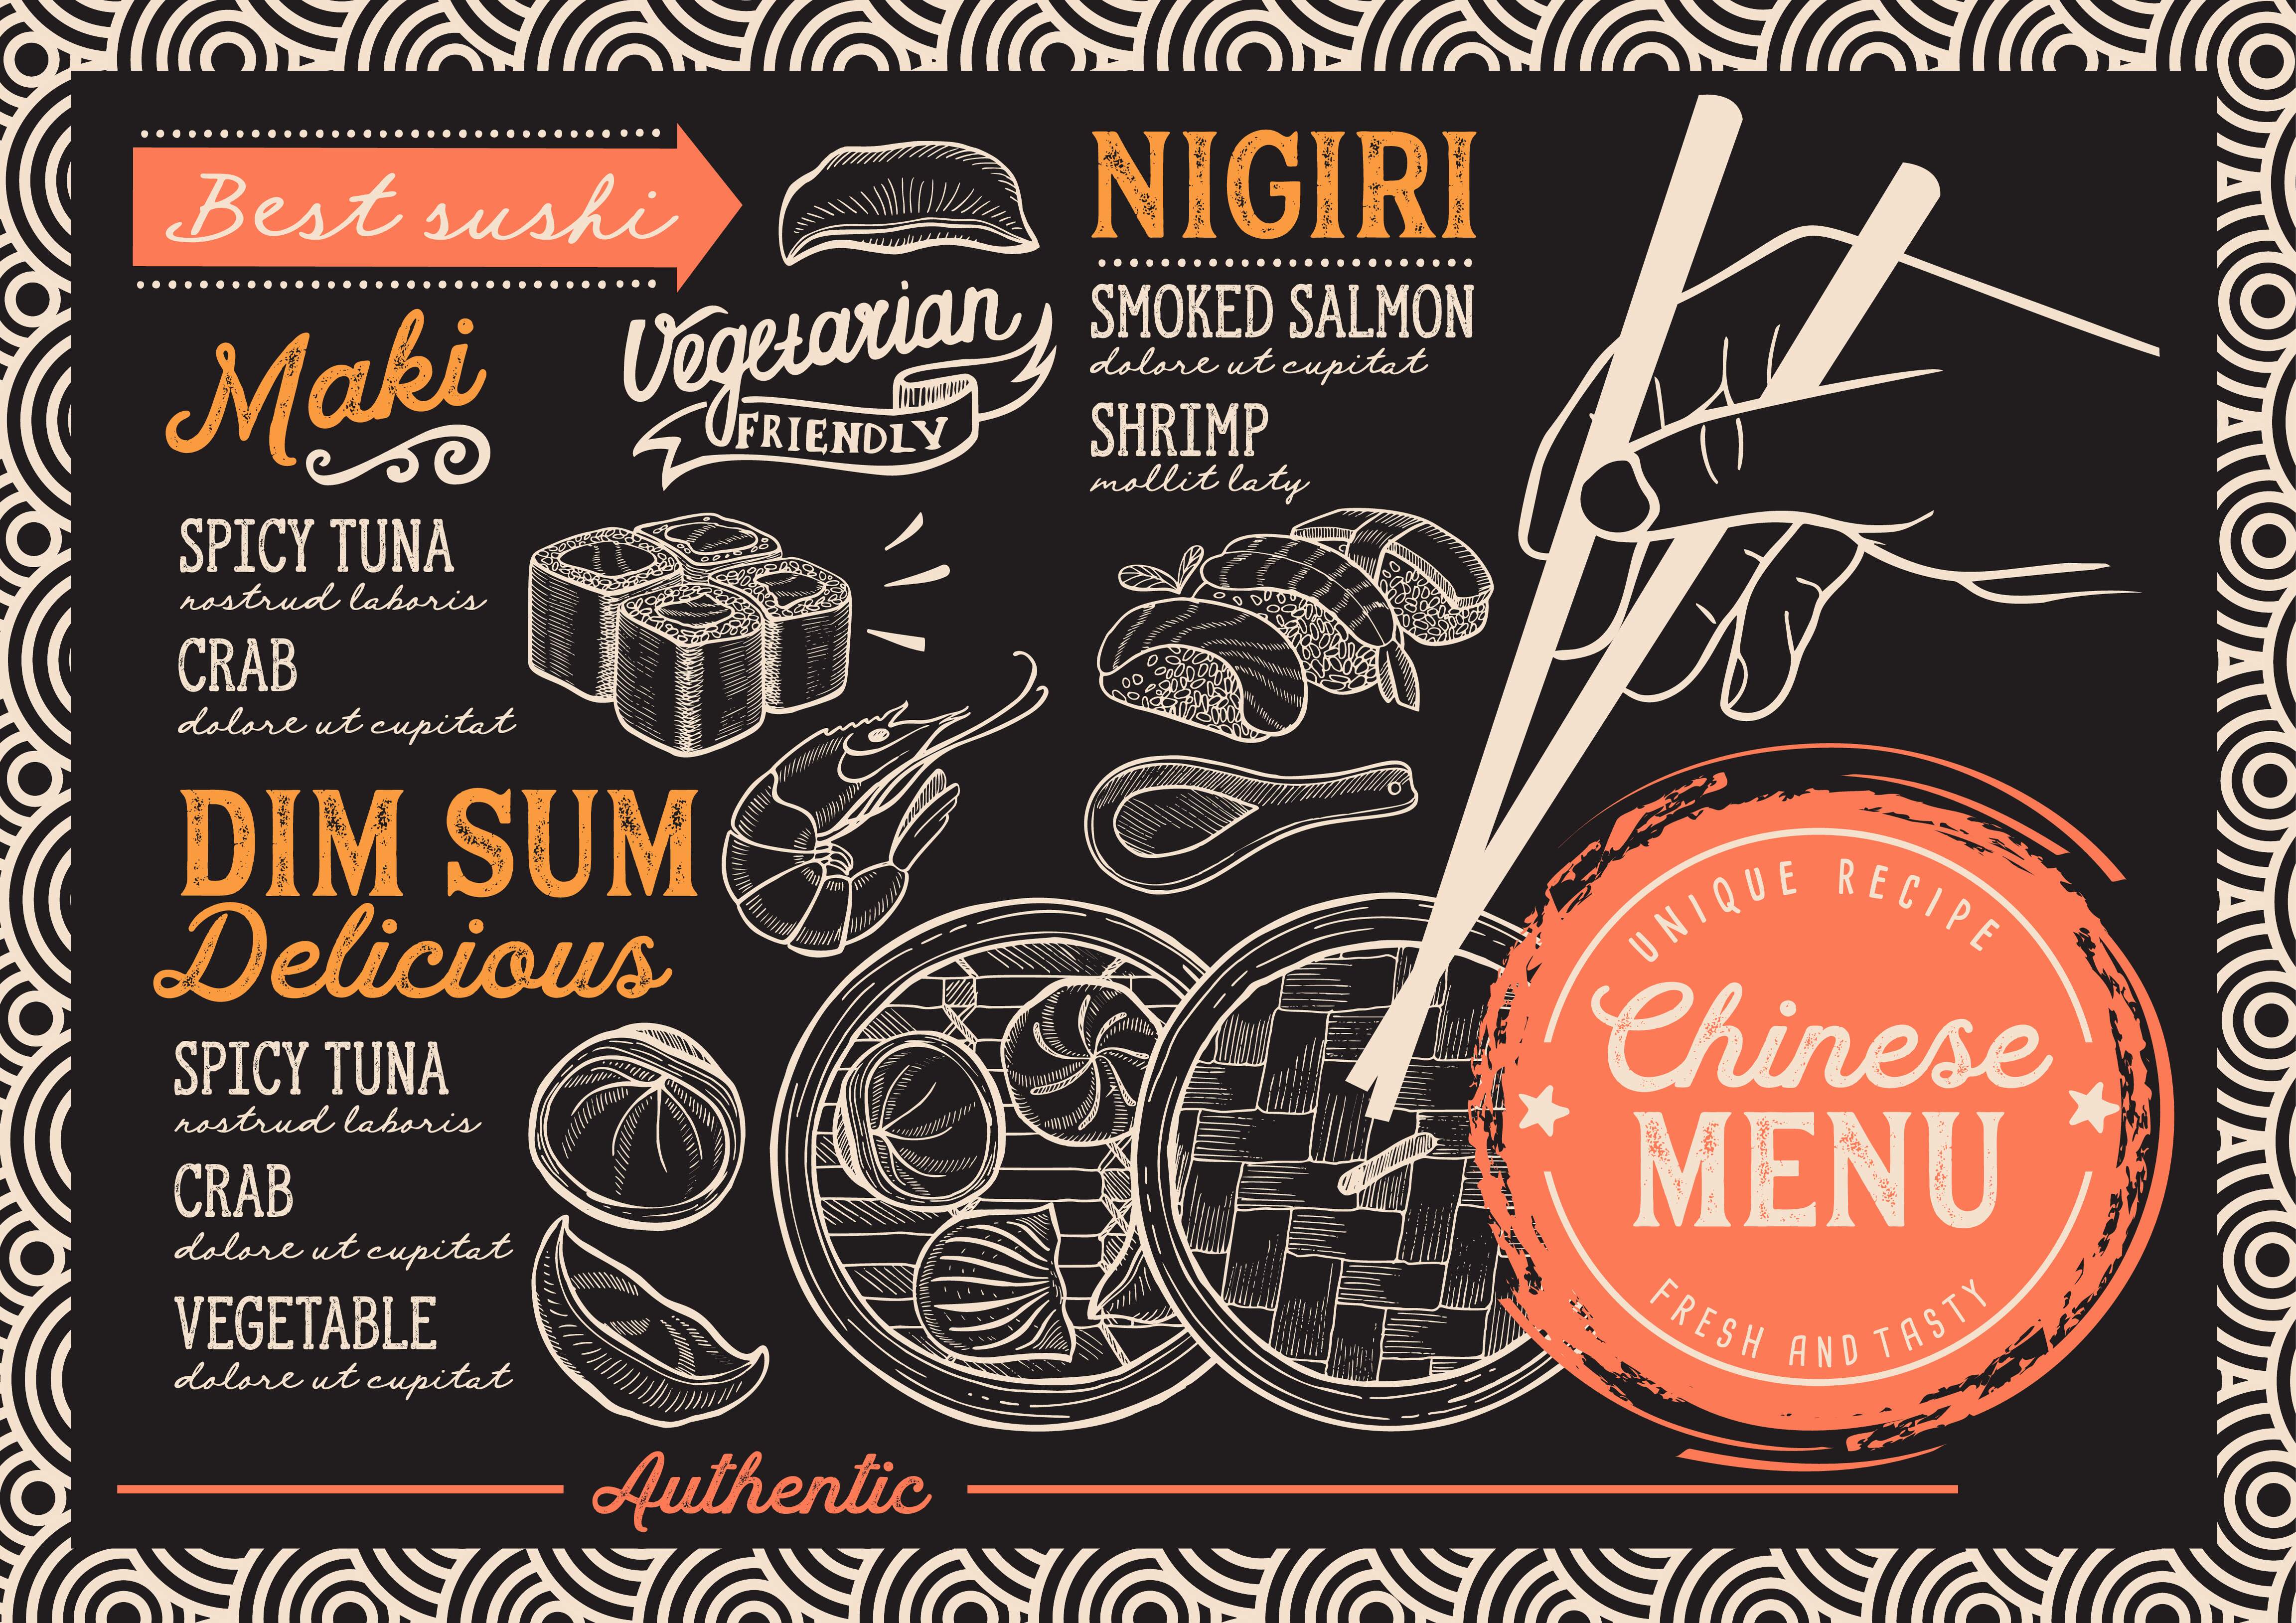 Best sushi
Maki
SPICY TUNA
nostrud laboris
CRAB
dolore ut cupitat
Vegetarian
FRIENDLY
NIGIRI
SMOKED SALMON
dolore ut cupitat
SHRIMP
mollit laty
DIM SUM
Delicious
SPICY TUNA
nostrud laboris
CRAB
dolore ut cupitat
VEGETABLE
dolore ut cupitat
UNIQUE RECIPE
Chinese
MENU
FRESH AND TASTY
Authentic